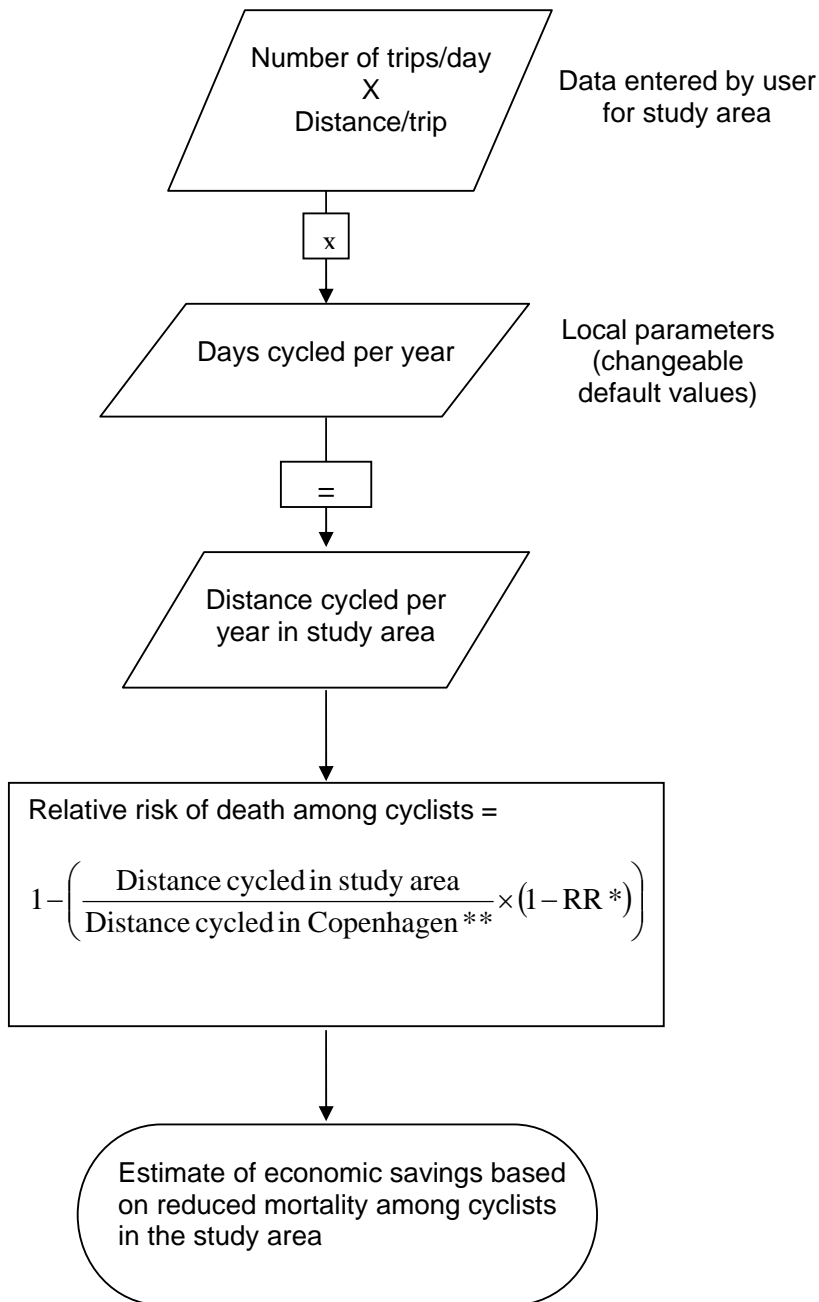 Number of trips/day
X
Distance/trip
Data entered by user
for study area
x
Days cycled per year
Local parameters
(changeable
default values)
=
Distance cycled per
year in study area
Relative risk of death among cyclists =
1 − ( Distance cycled in study area / Distance cycled in Copenhagen ** × (1 − RR *) )
Estimate of economic savings based
on reduced mortality among cyclists
in the study area